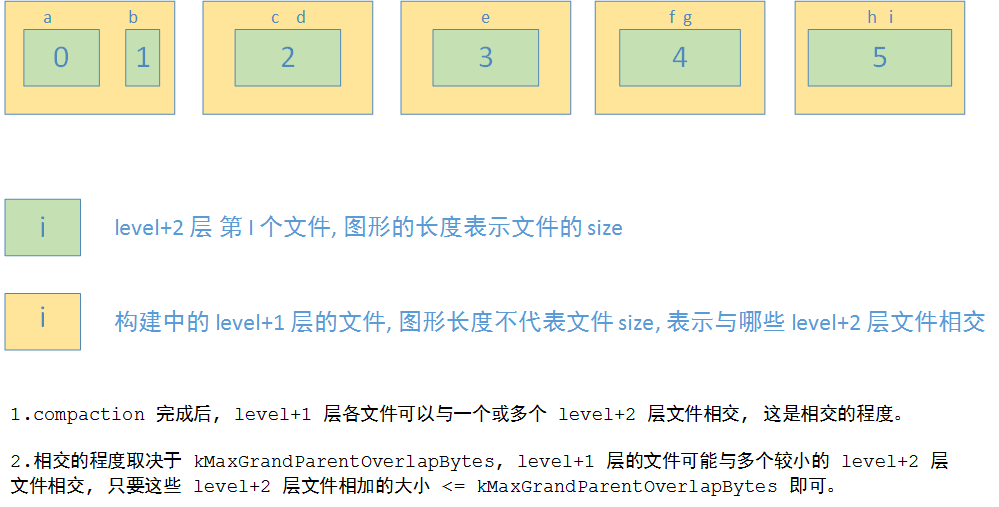 a b c d e f g h i
0 1 2 3 4 5
i level+2 层 第 I 个文件, 图形的长度表示文件的 size
i 构建中的 level+1 层的文件, 图形长度不代表文件 size, 表示与哪些 level+2 层文件相交
1.compaction 完成后, level+1 层各文件可以与一个或多个 level+2 层文件相交, 这是相交的程度。
2.相交的程度取决于 kMaxGrandParentOverlapBytes, level+1 层的文件可能与多个较小的 level+2 层
文件相交, 只要这些 level+2 层文件相加的大小 <= kMaxGrandParentOverlapBytes 即可。